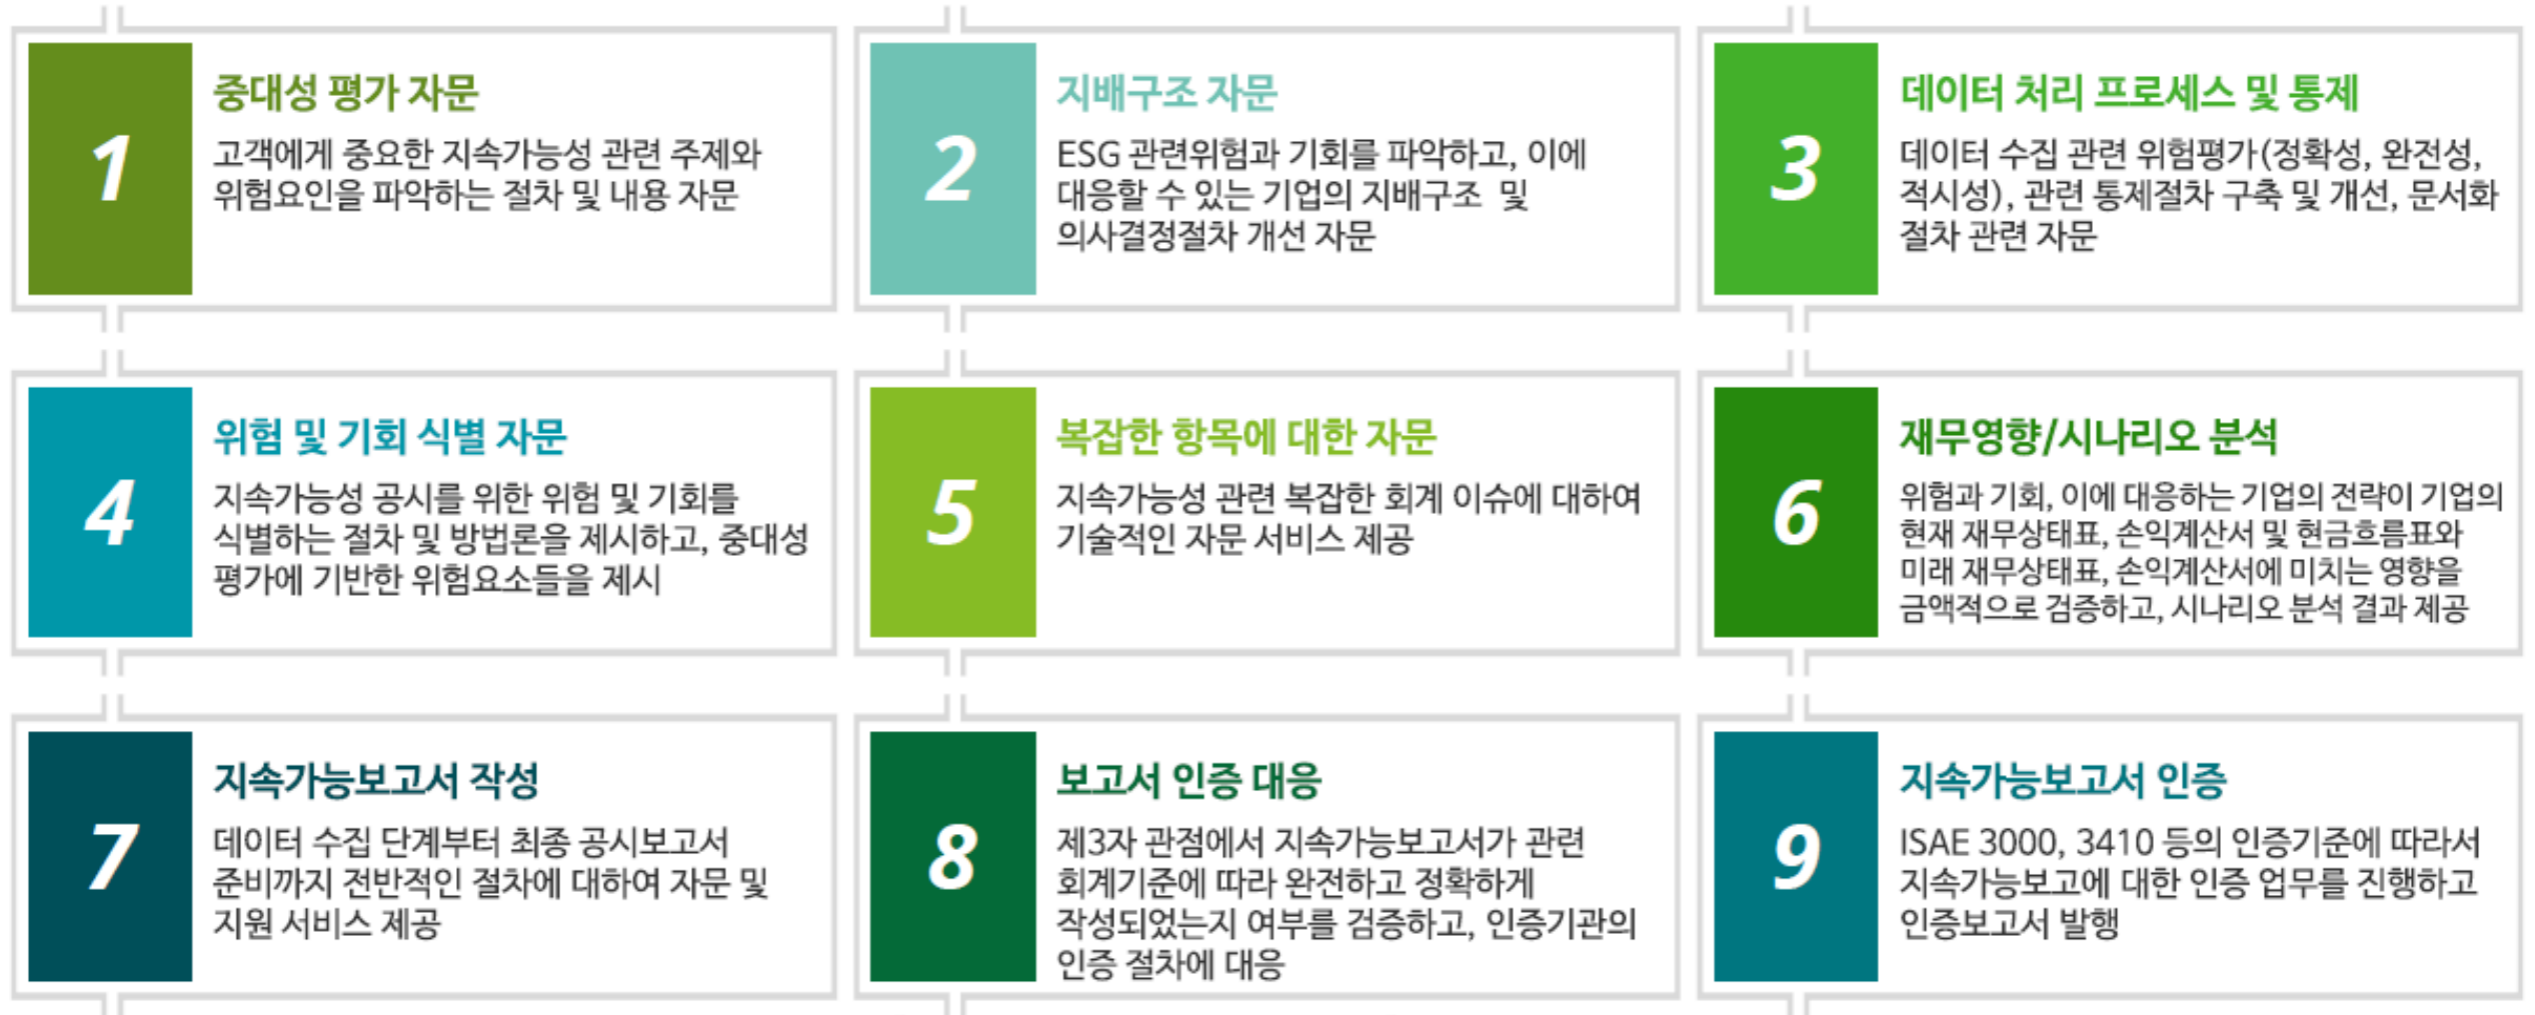 1
중대성 평가 자문
고객에게 중요한 지속가능성 관련 주제와
위험요인을 파악하는 절차 및 내용 자문
2
지배구조 자문
ESG 관련위험과 기회를 파악하고, 이에
대응할 수 있는 기업의 지배구조 및
의사결정절차 개선 자문
3
데이터 처리 프로세스 및 통제
데이터 수집 관련 위험평가(정확성, 완전성,
적시성), 관련 통제절차 구축 및 개선, 문서화
절차 관련 자문
4
위험 및 기회 식별 자문
지속가능성 공시를 위한 위험 및 기회를
식별하는 절차 및 방법론을 제시하고, 중대성
평가에 기반한 위험요소들을 제시
5
복잡한 항목에 대한 자문
지속가능성 관련 복잡한 회계 이슈에 대하여
기술적인 자문 서비스 제공
6
재무영향/시나리오 분석
위험과 기회, 이에 대응하는 기업의 전략이 기업의
현재 재무상태표, 손익계산서 및 현금흐름표와
미래 재무상태표, 손익계산서에 미치는 영향을
금액적으로 검증하고, 시나리오 분석 결과 제공
7
지속가능보고서 작성
데이터 수집 단계부터 최종 공시보고서
준비까지 전반적인 절차에 대하여 자문 및
지원 서비스 제공
8
보고서 인증 대응
제3자 관점에서 지속가능보고서가 관련
회계기준에 따라 완전하고 정확하게
작성되었는지 여부를 검증하고, 인증기관의
인증 절차에 대응
9
지속가능보고서 인증
ISAE 3000, 3410 등의 인증기준에 따라서
지속가능보고에 대한 인증 업무를 진행하고
인증보고서 발행